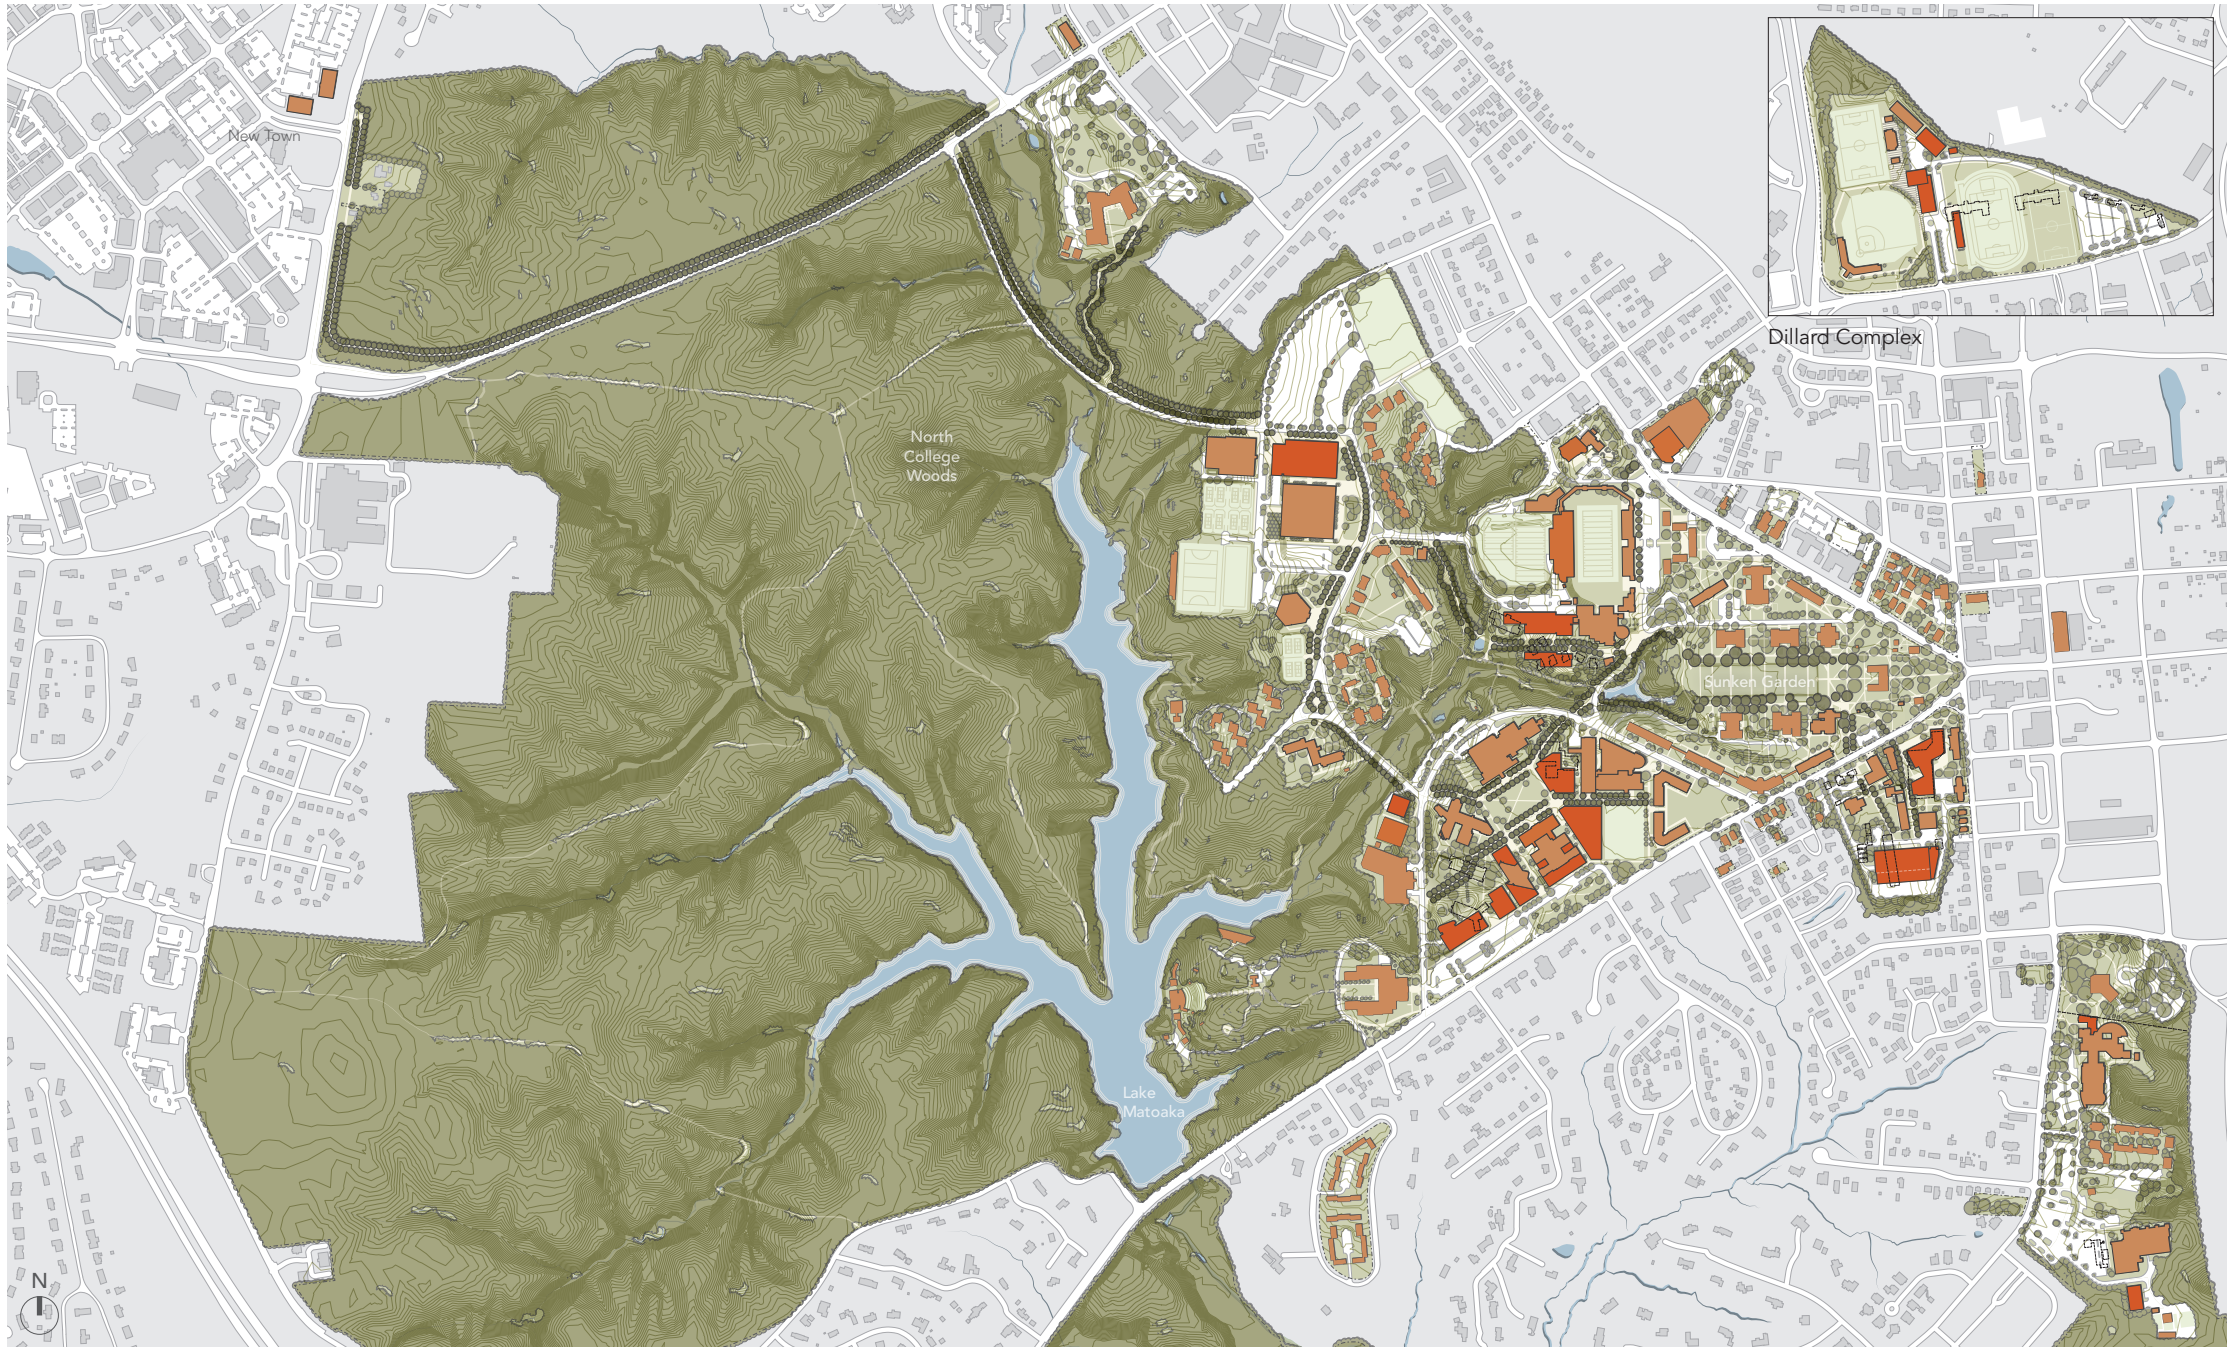 New Town
Dillard Complex
North
College
Woods
Sunken Garden
Lake
Matoaka
N